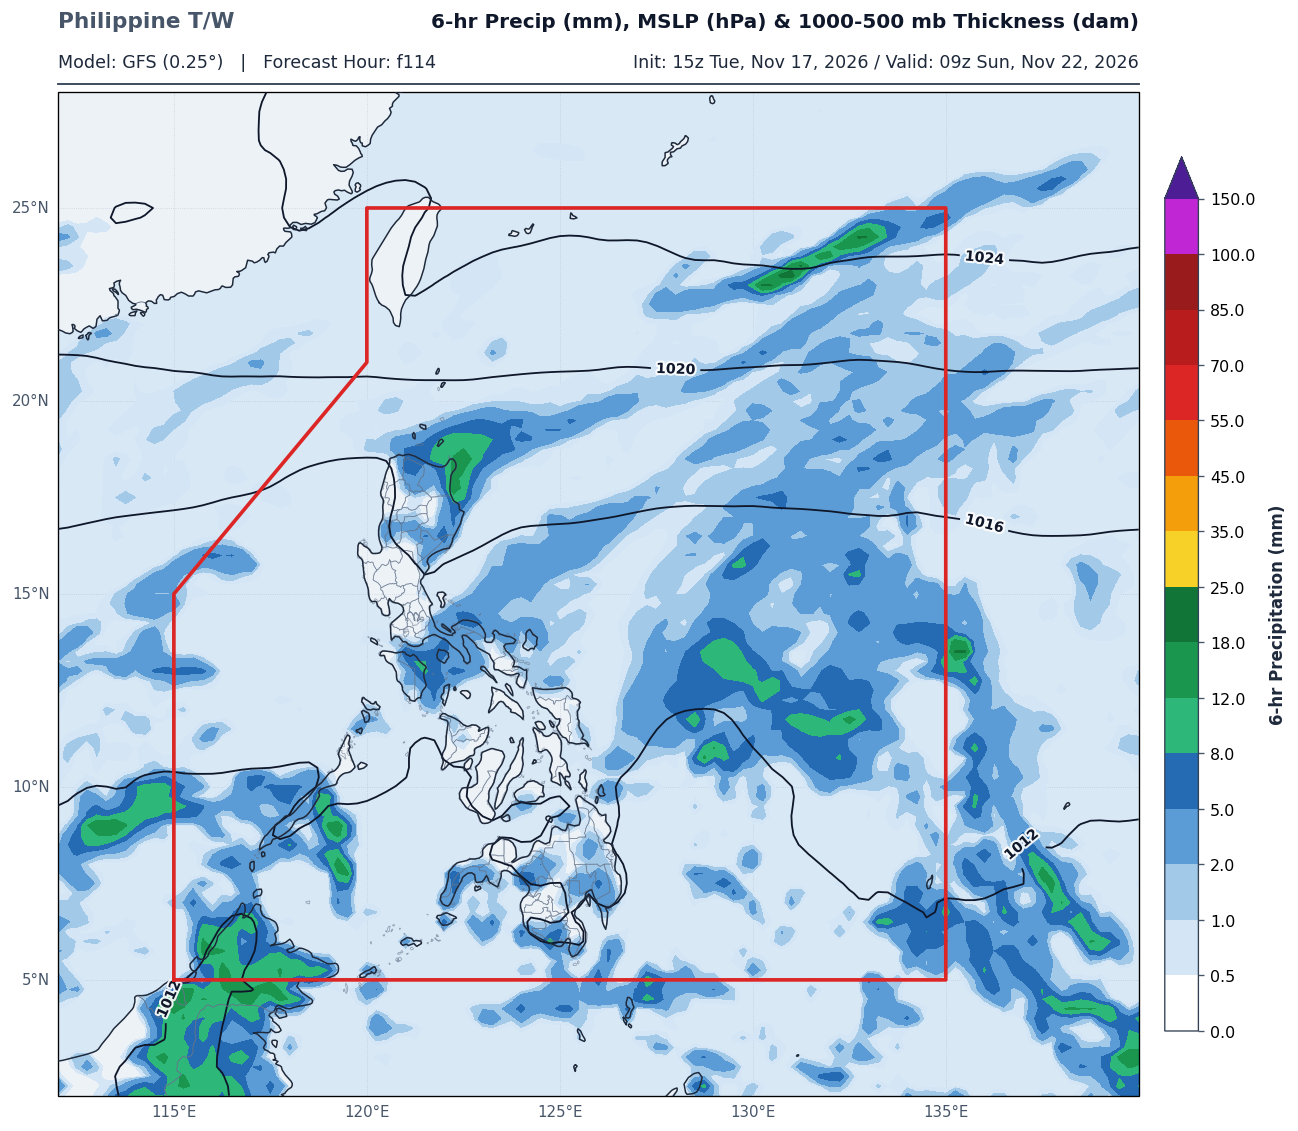 Philippine T/W
6-hr Precip (mm), MSLP (hPa) & 1000-500 mb Thickness (dam)
Model: GFS (0.25°) | Forecast Hour: f114
Init: 15z Tue, Nov 17, 2026 / Valid: 09z Sun, Nov 22, 2026
25°N
20°N
15°N
10°N
5°N
115°E
120°E
125°E
130°E
135°E
1024
1020
1016
1012
1012
150.0
100.0
85.0
70.0
55.0
45.0
35.0
25.0
18.0
12.0
8.0
5.0
2.0
1.0
0.5
0.0
6-hr Precipitation (mm)